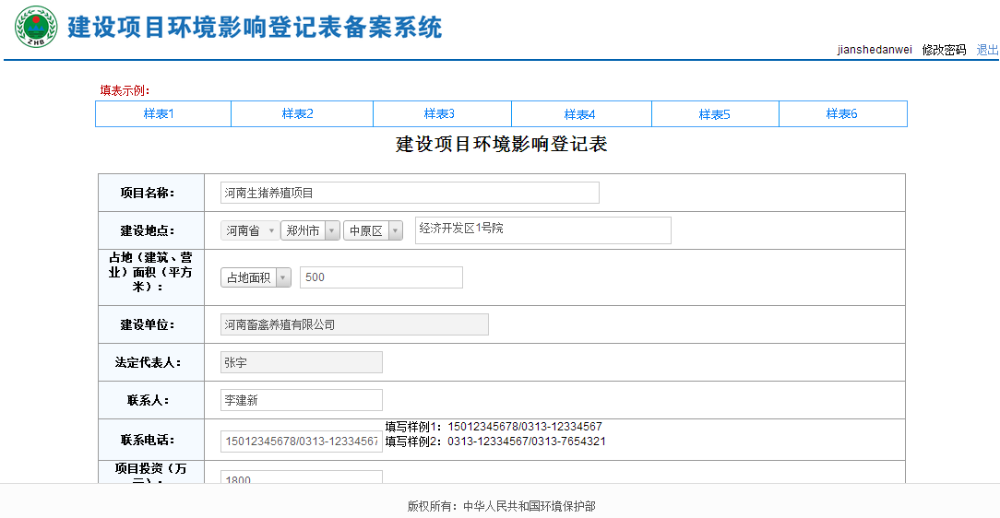 ZHB
建设项目环境影响登记表备案系统
jianshedanwei 修改密码 退出
填表示例：
样表1 样表2 样表3 样表4 样表5 样表6
建设项目环境影响登记表
项目名称： 河南生猪养殖项目
建设地点： 河南省 郑州市 中原区 经济开发区1号院
占地（建筑、营
业）面积（平方
米）： 占地面积 500
建设单位： 河南畜禽养殖有限公司
法定代表人： 张宇
联系人： 李建新
联系电话： 15012345678/0313-12334567
填写样例1：15012345678/0313-12334567
填写样例2：0313-12334567/0313-7654321
项目投资（万
元）： 1800
版权所有：中华人民共和国环境保护部